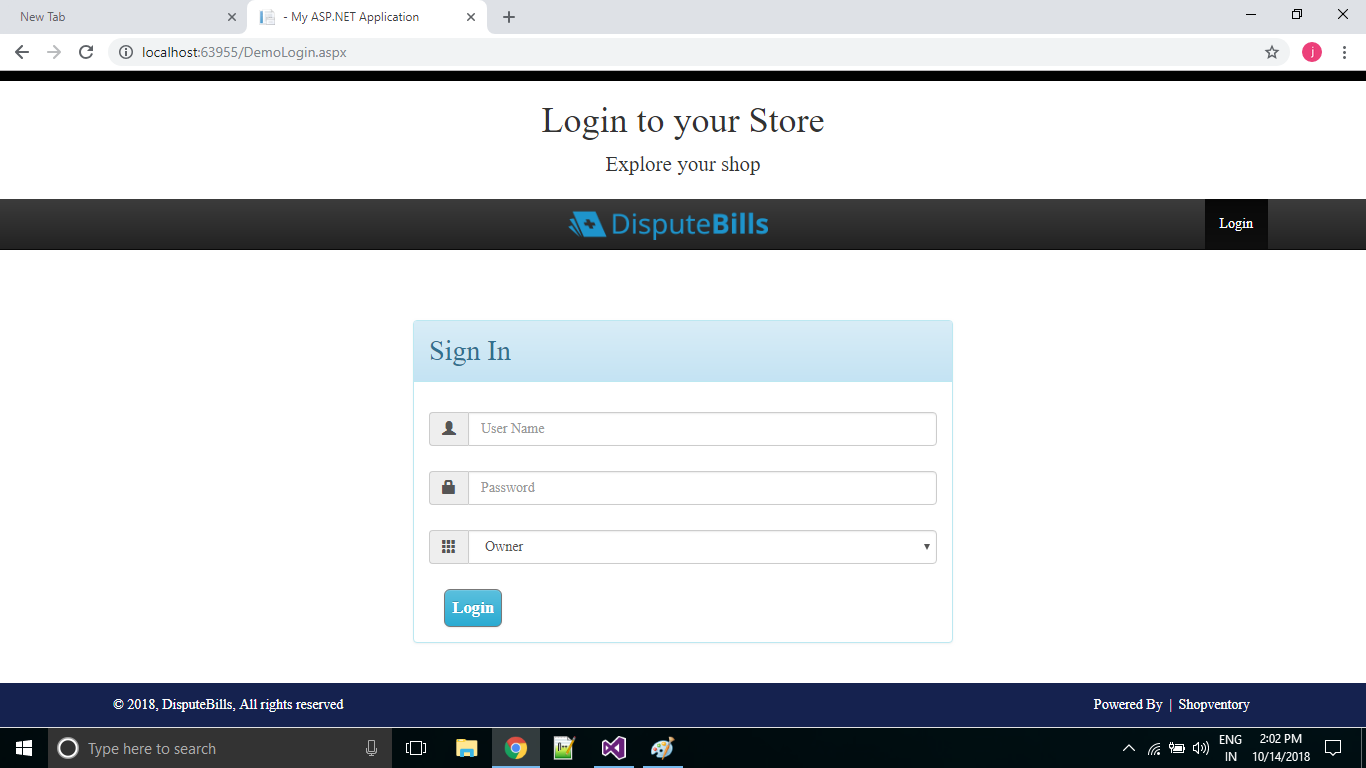 New Tab
- My ASP.NET Application
localhost:63955/DemoLogin.aspx
j
Login to your Store
Explore your shop
DisputeBills
Login
Sign In
User Name
Password
Owner
Login
© 2018, DisputeBills, All rights reserved
Powered By | Shopventory
Type here to search
ENG
IN
2:02 PM
10/14/2018